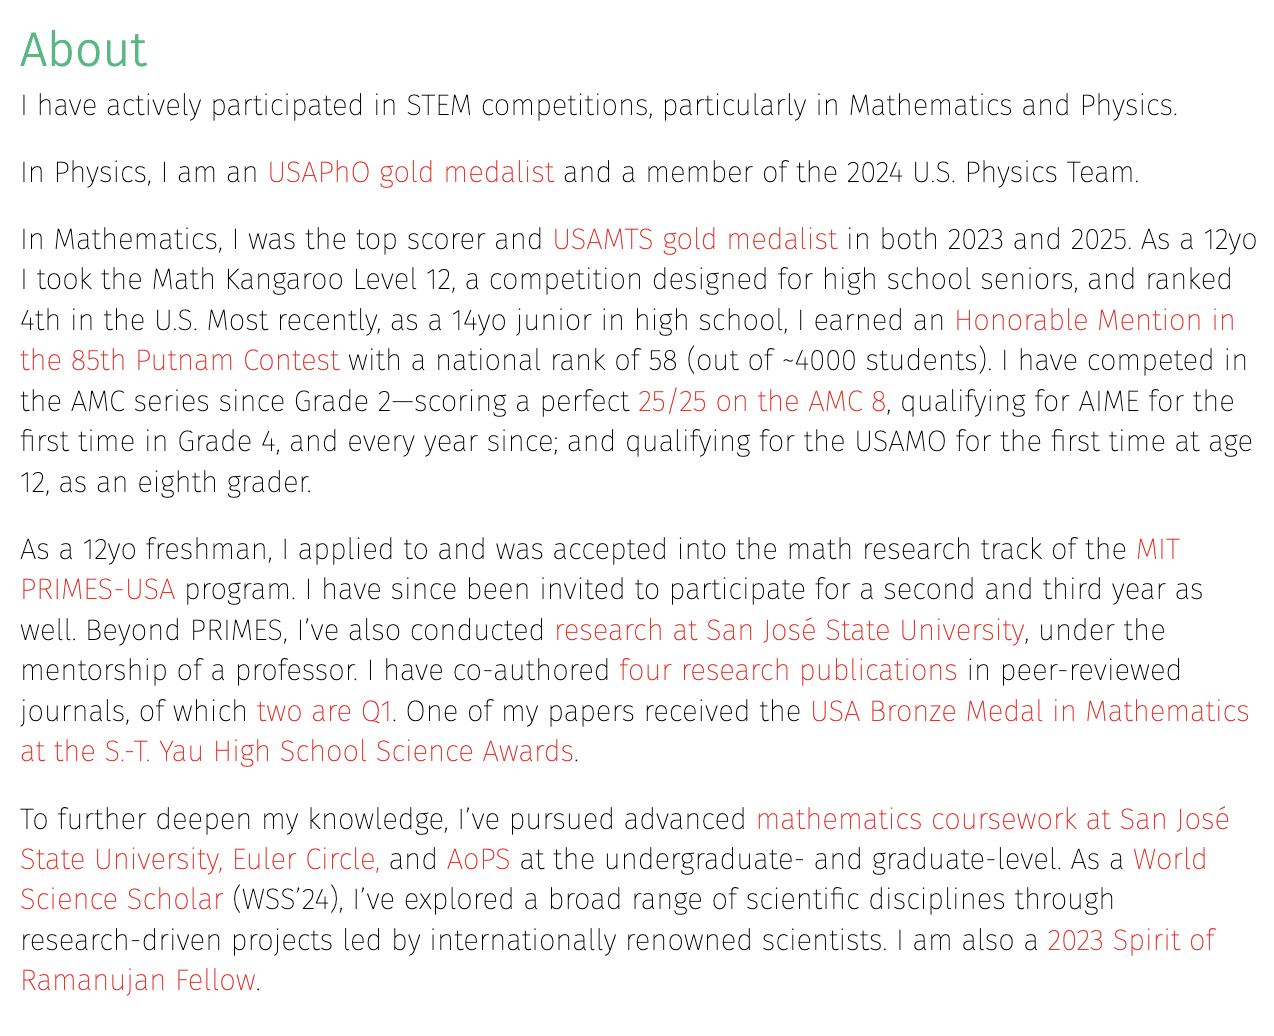 About
I have actively participated in STEM competitions, particularly in Mathematics and Physics.
In Physics, I am an USAPhO gold medalist and a member of the 2024 U.S. Physics Team.
In Mathematics, I was the top scorer and USAMTS gold medalist in both 2023 and 2025. As a 12yo
I took the Math Kangaroo Level 12, a competition designed for high school seniors, and ranked
4th in the U.S. Most recently, as a 14yo junior in high school, I earned an Honorable Mention in
the 85th Putnam Contest with a national rank of 58 (out of ~4000 students). I have competed in
the AMC series since Grade 2—scoring a perfect 25/25 on the AMC 8, qualifying for AIME for the
first time in Grade 4, and every year since; and qualifying for the USAMO for the first time at age
12, as an eighth grader.
As a 12yo freshman, I applied to and was accepted into the math research track of the MIT
PRIMES-USA program. I have since been invited to participate for a second and third year as
well. Beyond PRIMES, I’ve also conducted research at San José State University, under the
mentorship of a professor. I have co-authored four research publications in peer-reviewed
journals, of which two are Q1. One of my papers received the USA Bronze Medal in Mathematics
at the S.-T. Yau High School Science Awards.
To further deepen my knowledge, I’ve pursued advanced mathematics coursework at San José
State University, Euler Circle, and AoPS at the undergraduate- and graduate-level. As a World
Science Scholar (WSS’24), I’ve explored a broad range of scientific disciplines through
research-driven projects led by internationally renowned scientists. I am also a 2023 Spirit of
Ramanujan Fellow.